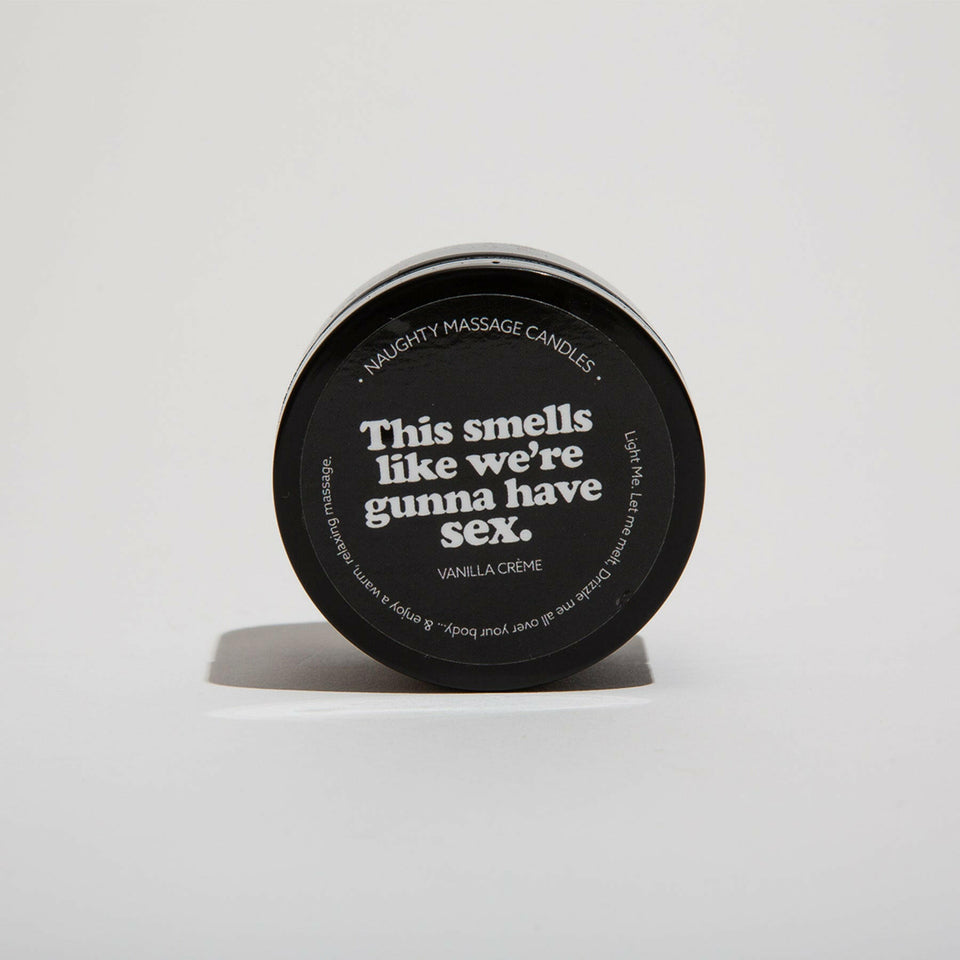 • NAUGHTY MASSAGE CANDLES •
This smells
like we're
gunna have
sex.
VANILLA CRÈME
Light Me. Let me melt, Drizzle me all over your body... & enjoy a warm, relaxing massage.